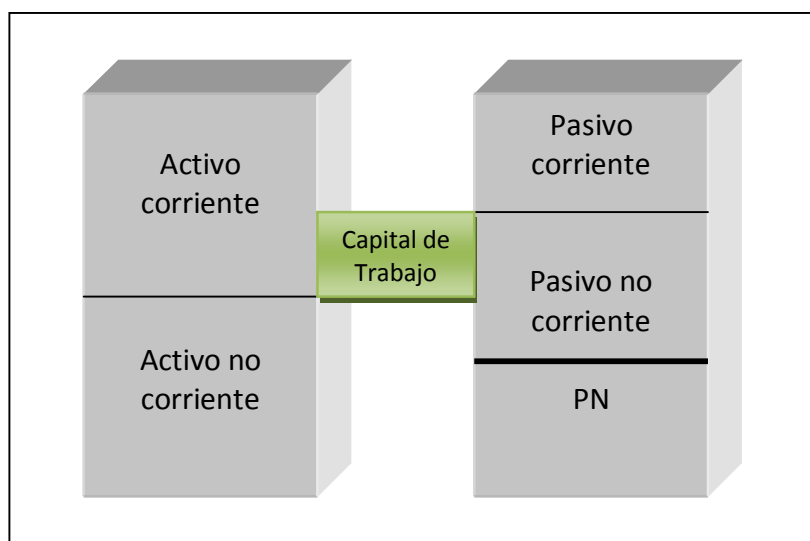 Activo
corriente
Activo no
corriente
Capital de
Trabajo
Pasivo
corriente
Pasivo no
corriente
PN